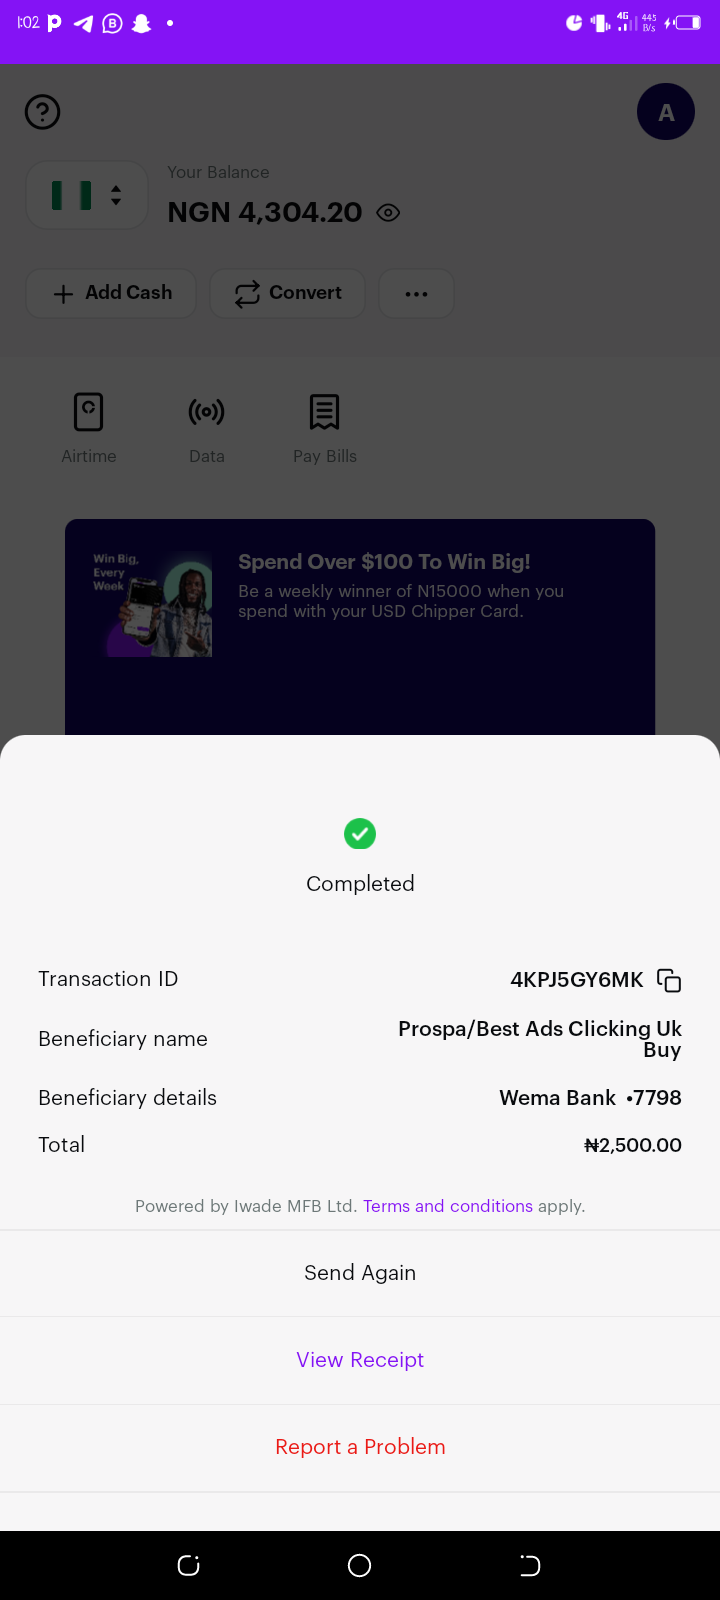 1:02
4G 445
B/s
A
Your Balance
NGN 4,304.20
Add Cash
Convert
Airtime
Data
Pay Bills
Win Big,
Every
Week
Spend Over $100 To Win Big!
Be a weekly winner of N15000 when you
spend with your USD Chipper Card.
Completed
Transaction ID
4KPJ5GY6MK
Beneficiary name
Prospa/Best Ads Clicking Uk
Buy
Beneficiary details
Wema Bank •7798
Total
₦2,500.00
Powered by Iwade MFB Ltd. Terms and conditions apply.
Send Again
View Receipt
Report a Problem